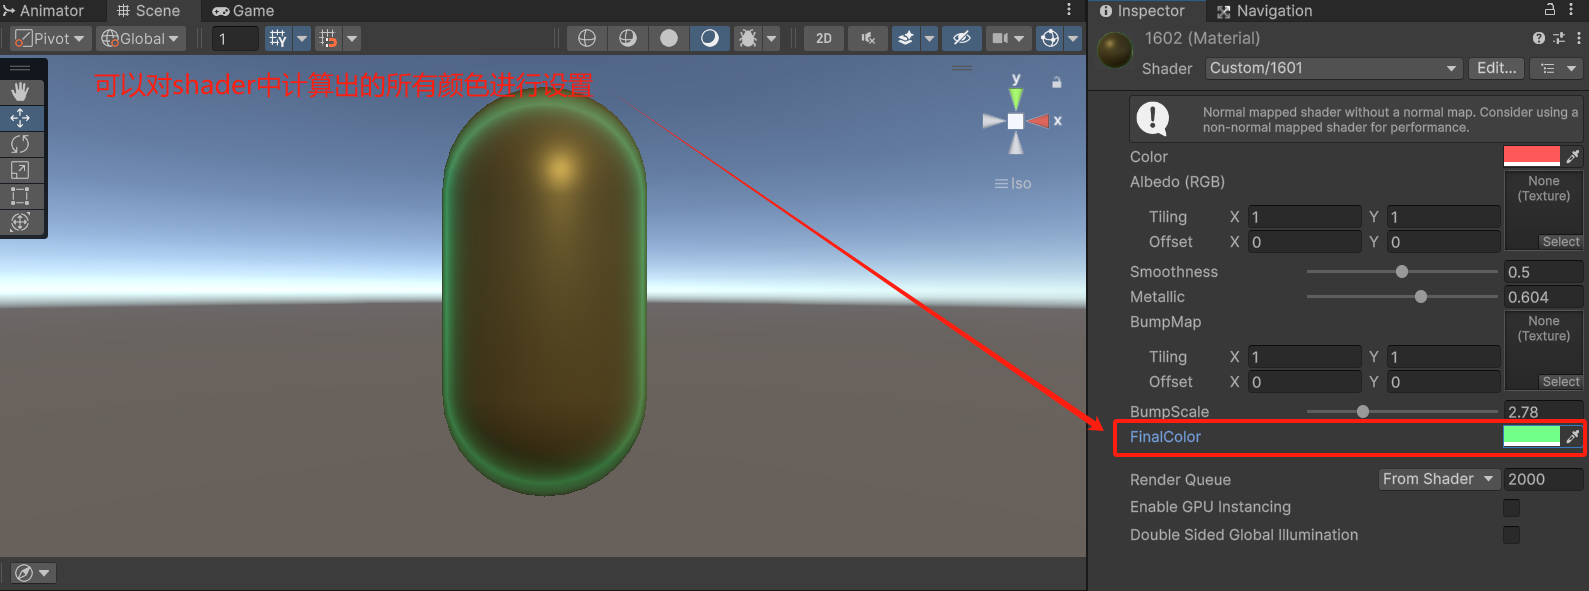 Animator
Scene
Game
Pivot
Global
1
2D
可以对shader中计算出的所有颜色进行设置
y
x
Iso
Inspector
Navigation
1602 (Material)
Shader
Custom/1601
Edit...
Normal mapped shader without a normal map. Consider using a
non-normal mapped shader for performance.
Color
Albedo (RGB)
None
(Texture)
Tiling X 1 Y 1
Offset X 0 Y 0
Select
Smoothness 0.5
Metallic 0.604
BumpMap
None
(Texture)
Tiling X 1 Y 1
Offset X 0 Y 0
Select
BumpScale 2.78
FinalColor
Render Queue From Shader 2000
Enable GPU Instancing
Double Sided Global Illumination